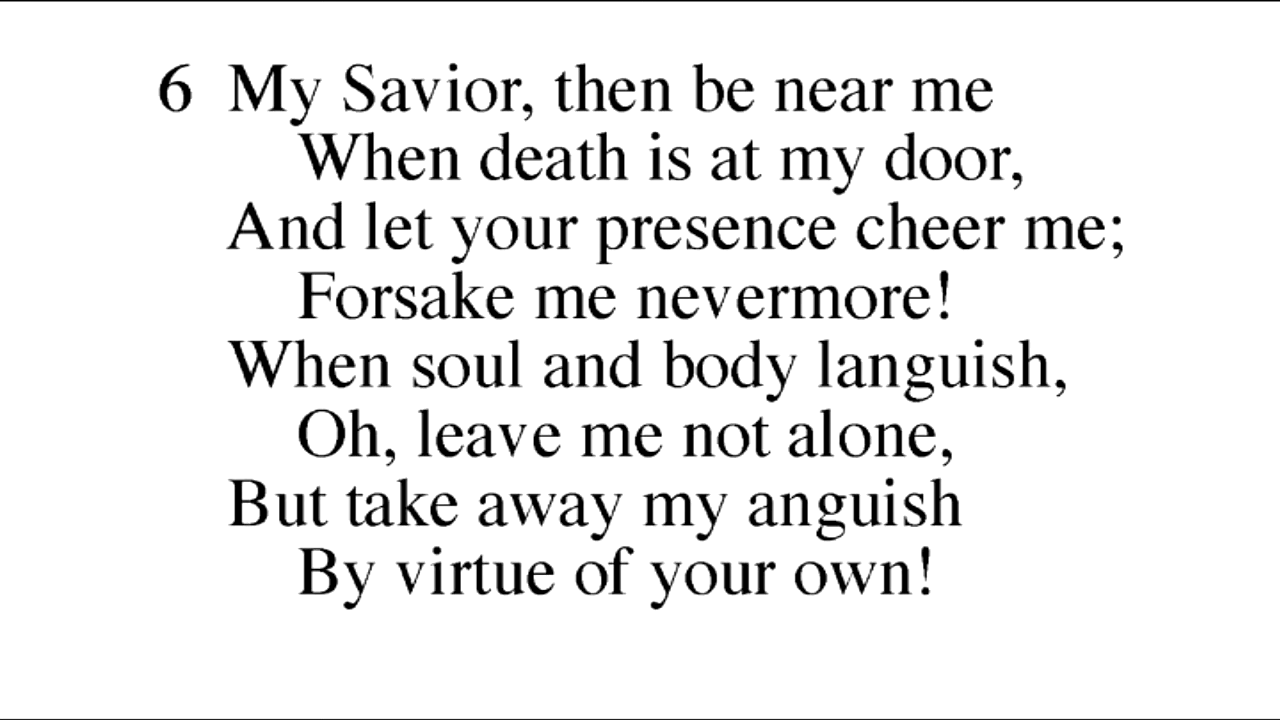 6 My Savior, then be near me
When death is at my door,
And let your presence cheer me;
Forsake me nevermore!
When soul and body languish,
Oh, leave me not alone,
But take away my anguish
By virtue of your own!